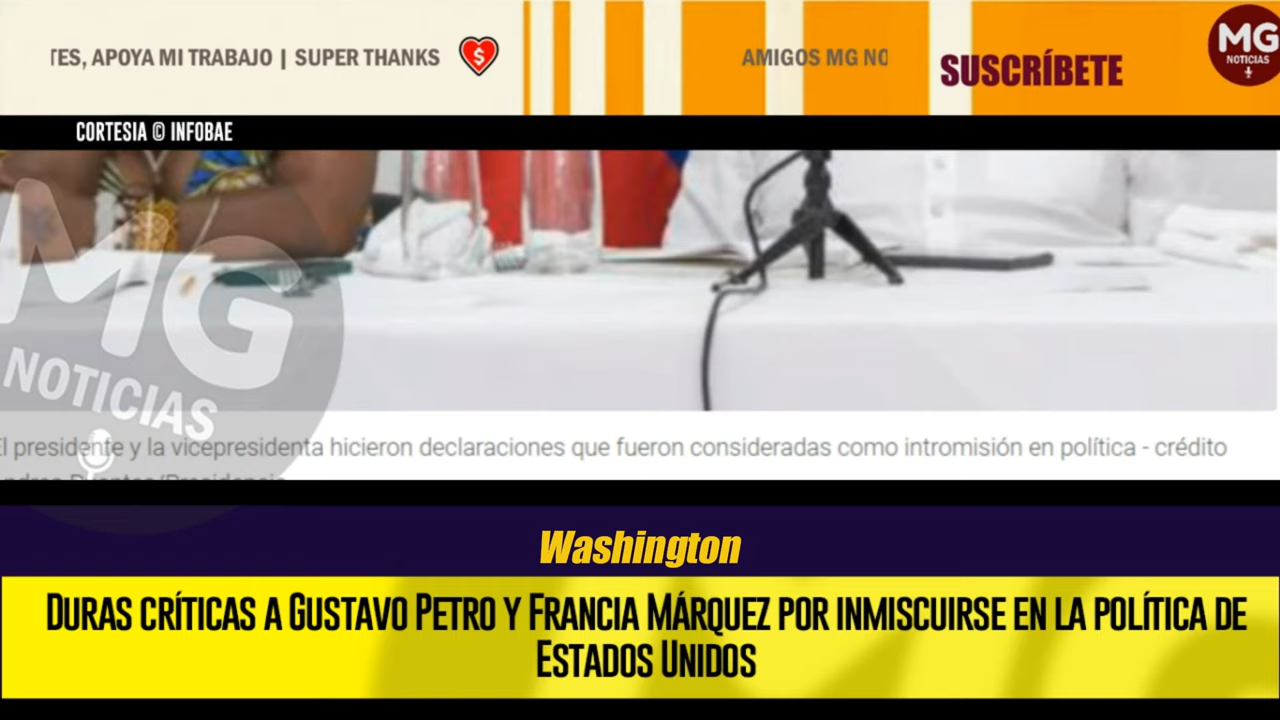 TES, APOYA MI TRABAJO | SUPER THANKS
AMIGOS MG NO
SUSCRÍBETE
MG
NOTICIAS
CORTESIA © INFOBAE
MG
NOTICIAS
El presidente y la vicepresidenta hicieron declaraciones que fueron consideradas como intromisión en política - crédito
Washington
DURAS CRÍTICAS A GUSTAVO PETRO Y FRANCIA MÁRQUEZ POR INMISCUIRSE EN LA POLÍTICA DE
ESTADOS UNIDOS